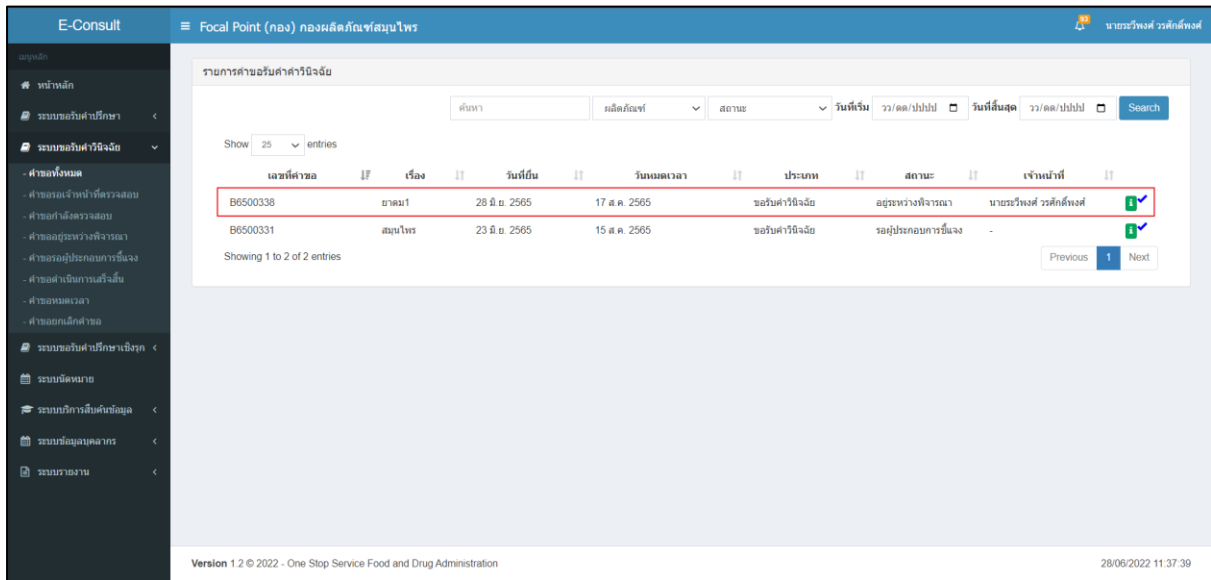 E-Consult
≡ Focal Point (กอง) กองผลิตภัณฑ์สมุนไพร
93
นายระวีพงศ์ วรศักดิ์พงศ์
เมนูหลัก
หน้าหลัก
ระบบขอรับคำปรึกษา
ระบบขอรับคำวินิจฉัย
- คำขอทั้งหมด
- คำขอรอเจ้าหน้าที่ตรวจสอบ
- คำขอกำลังตรวจสอบ
- คำขออยู่ระหว่างพิจารณา
- คำขอรอผู้ประกอบการชี้แจง
- คำขอดำเนินการเสร็จสิ้น
- คำขอหมดเวลา
- คำขอยกเลิกคำขอ
ระบบขอรับคำปรึกษาเชิงรุก
ระบบนัดหมาย
ระบบบริการสืบค้นข้อมูล
ระบบข้อมูลบุคลากร
ระบบรายงาน
รายการคำขอรับคำคำวินิจฉัย
ค้นหา ผลิตภัณฑ์ สถานะ วันที่เริ่ม วว/ดด/ปปปป วันที่สิ้นสุด วว/ดด/ปปปป Search
Show 25 entries
เลขที่คำขอ เรื่อง วันที่ยื่น วันหมดเวลา ประเภท สถานะ เจ้าหน้าที่
B6500338 ยาดม1 28 มิ.ย. 2565 17 ส.ค. 2565 ขอรับคำวินิจฉัย อยู่ระหว่างพิจารณา นายระวีพงศ์ วรศักดิ์พงศ์
B6500331 สมุนไพร 23 มิ.ย. 2565 15 ส.ค. 2565 ขอรับคำวินิจฉัย รอผู้ประกอบการชี้แจง -
Showing 1 to 2 of 2 entries
Previous 1 Next
Version 1.2 © 2022 - One Stop Service Food and Drug Administration
28/06/2022 11:37:39